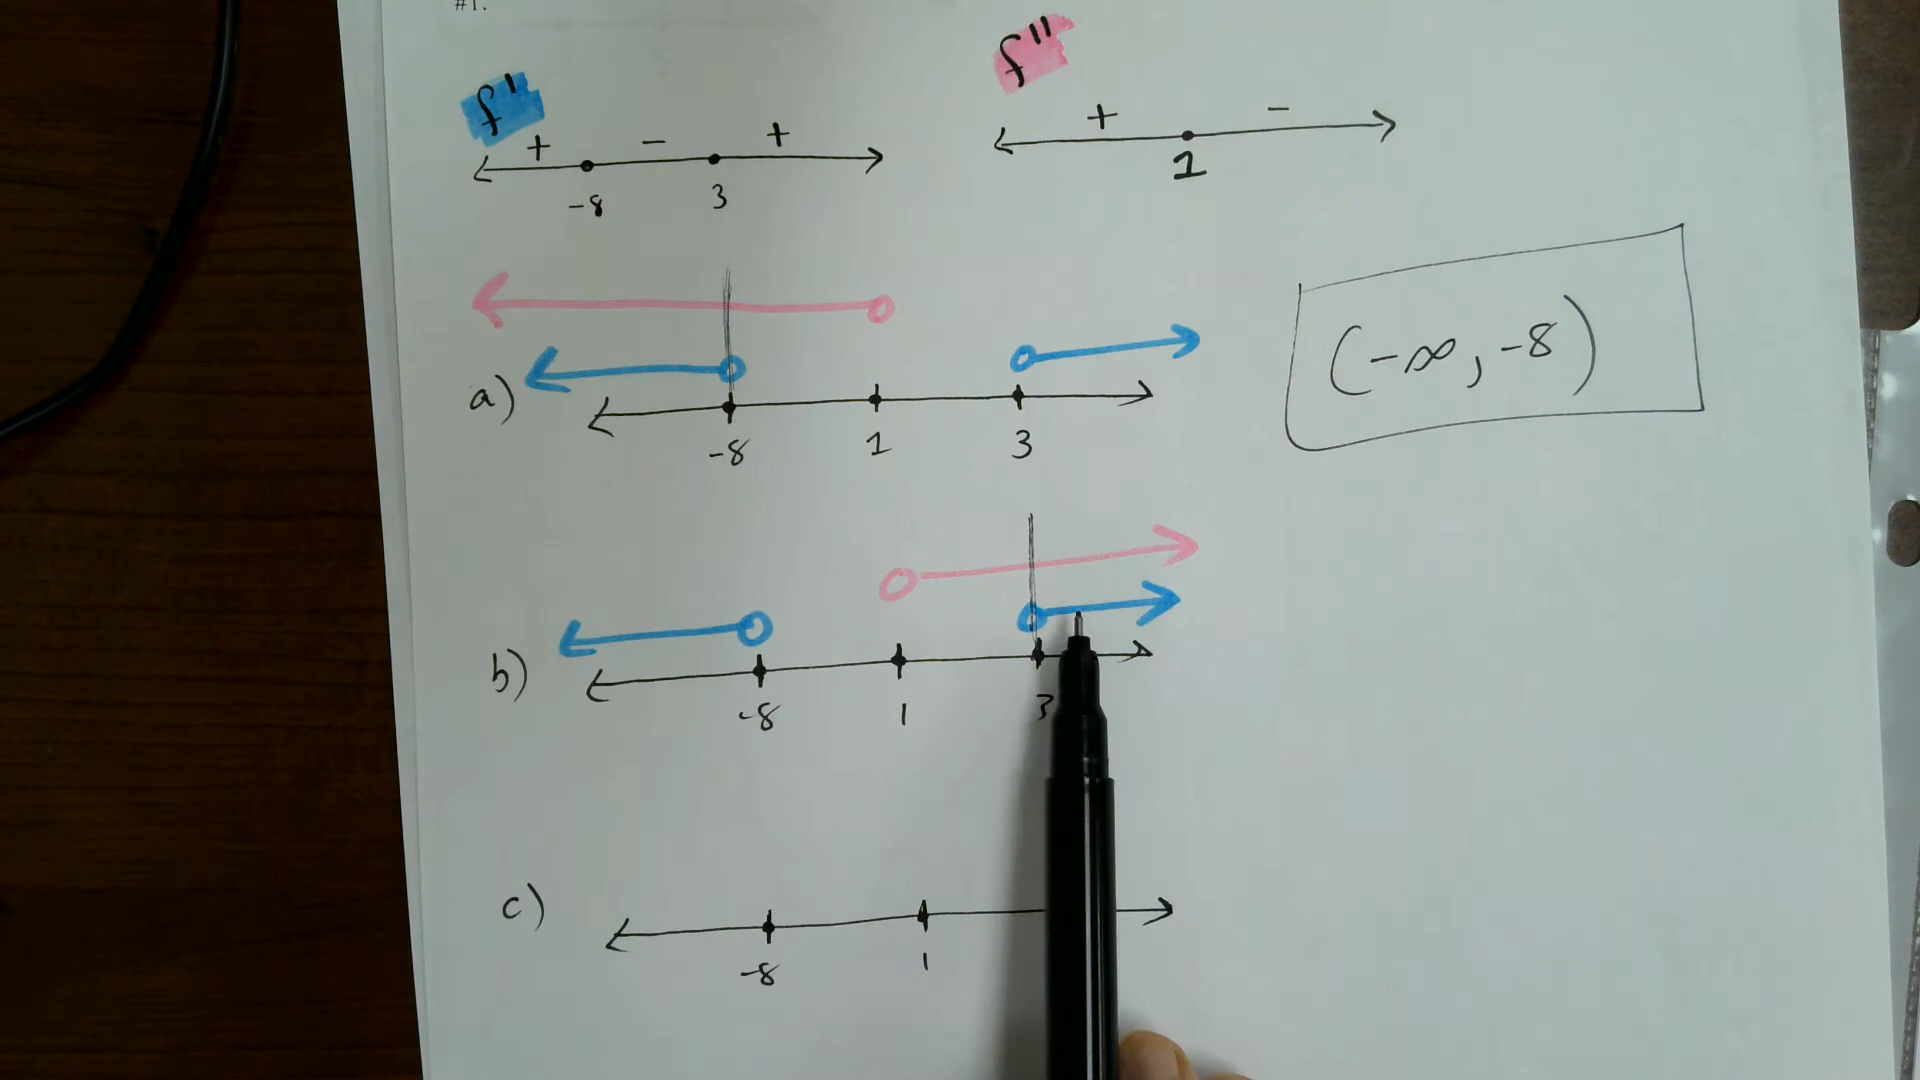 #1.
f' f''
+ - + + -
-8 3 1
a) -8 1 3 (-∞, -8)
b) -8 1 3
c) -8 1